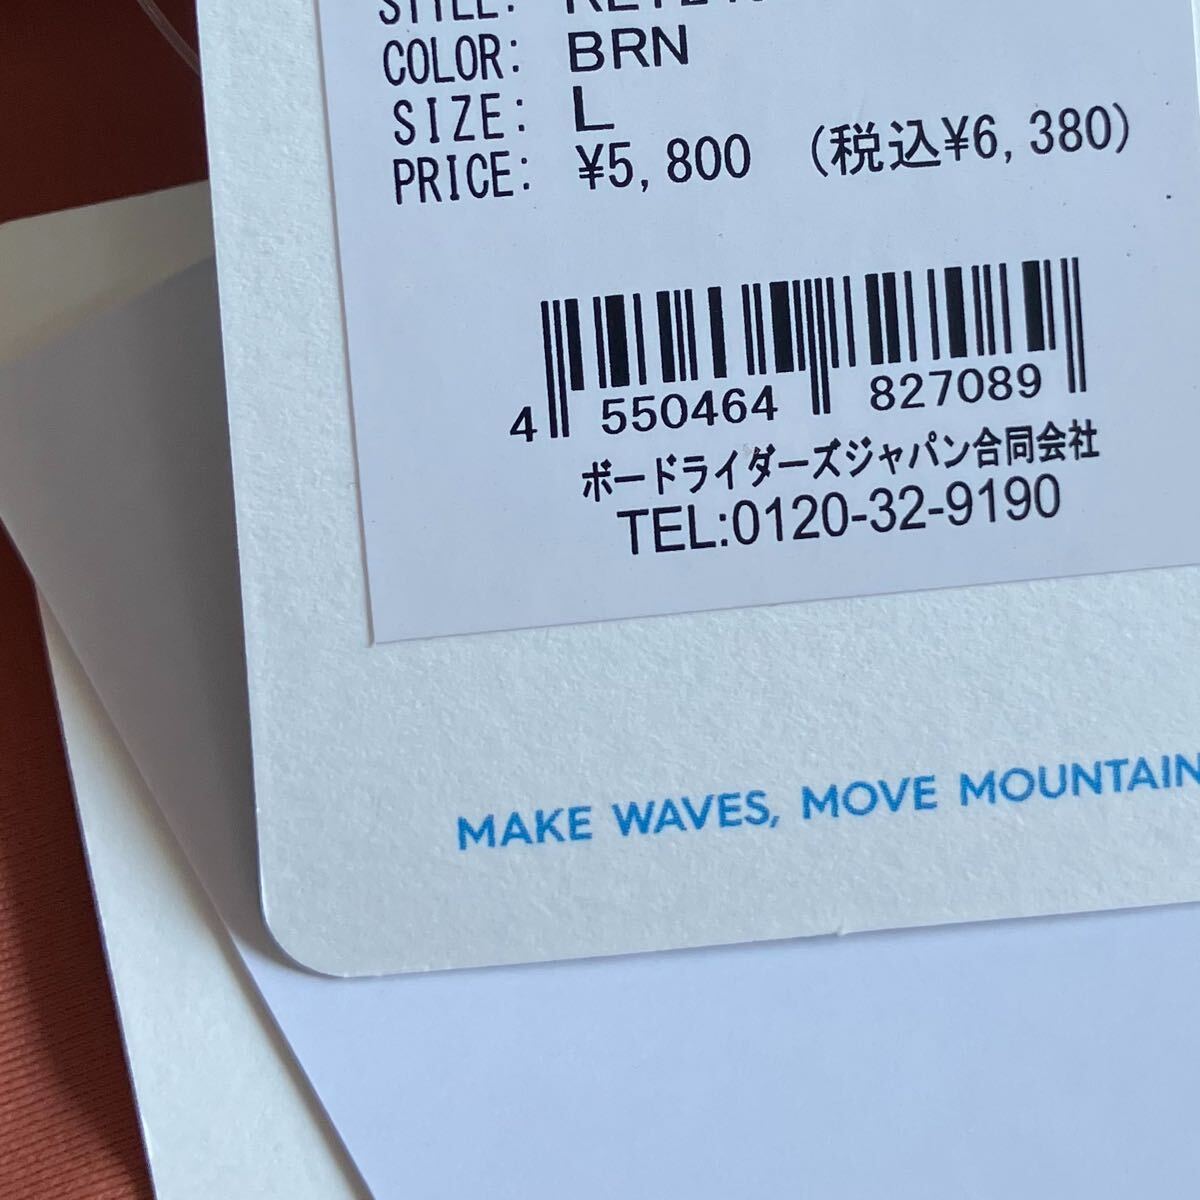 STYLE:
COLOR: BRN
SIZE: L
PRICE: ¥5,800 (税込¥6,380)
4 550464 827089
ボードライダーズジャパン合同会社
TEL:0120-32-9190
MAKE WAVES, MOVE MOUNTAIN